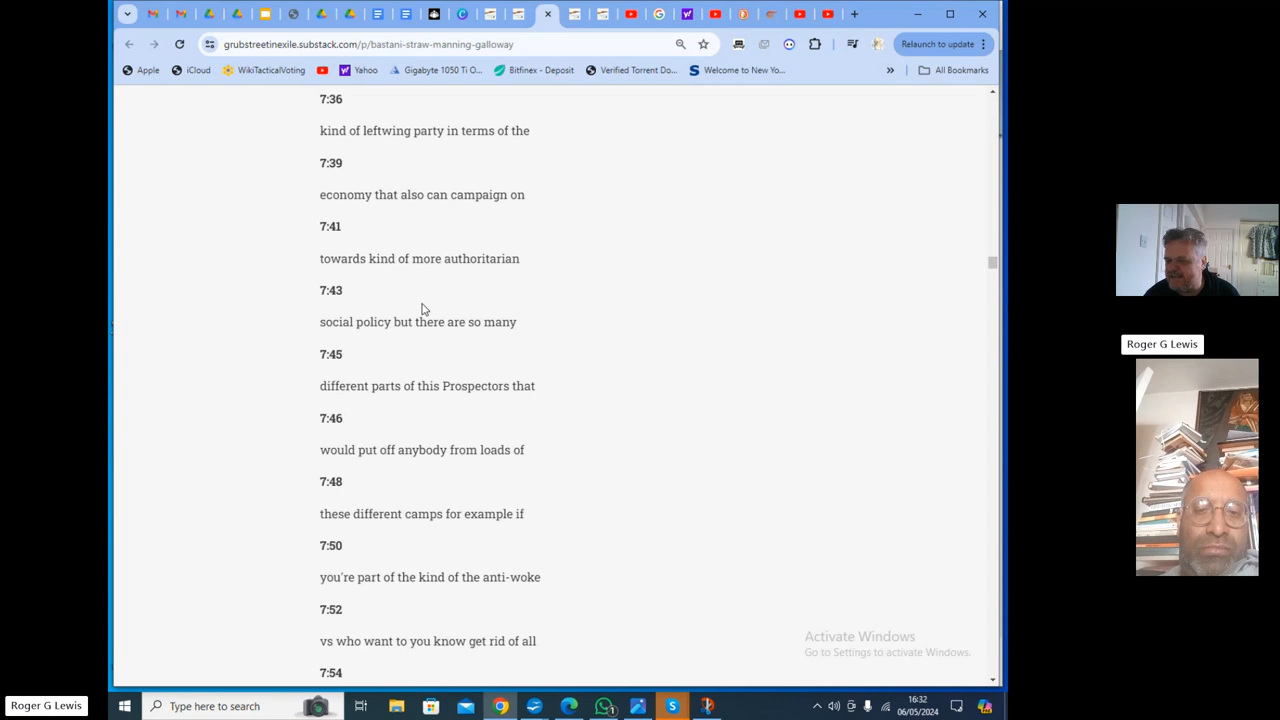 Relaunch to update
grubstreetinexile.substack.com/p/bastani-straw-manning-galloway
Apple
iCloud
WikiTacticalVoting
Yahoo
Gigabyte 1050 Ti O...
Bitfinex - Deposit
Verified Torrent Do...
Welcome to New Yo...
»
All Bookmarks
7:36
kind of leftwing party in terms of the
7:39
economy that also can campaign on
7:41
towards kind of more authoritarian
7:43
social policy but there are so many
7:45
different parts of this Prospectors that
7:46
would put off anybody from loads of
7:48
these different camps for example if
7:50
you're part of the kind of the anti-woke
7:52
vs who want to you know get rid of all
7:54
Activate Windows
Go to Settings to activate Windows.
Roger G Lewis
Roger G Lewis
Type here to search
16:32
06/05/2024